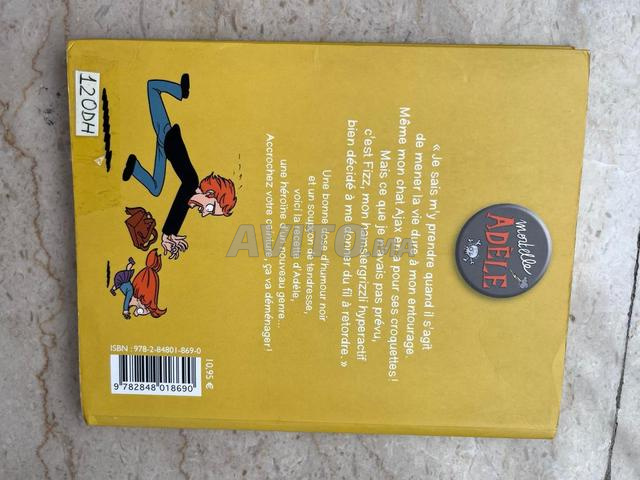 mortelle
ADÈLE
« Je sais m'y prendre quand il s'agit
de mener la vie dure à mon entourage.
Même mon chat Ajax en a pour ses croquettes !
Mais ce que je n'avais pas prévu,
c'est Fizz, mon hamstergrizzli hyperactif
bien décidé à me donner du fil à retordre. »
Une bonne dose d'humour noir
et un soupçon de tendresse,
voici la recette d'Adèle,
une héroïne d'un nouveau genre...
Accrochez votre ceinture, ça va déménager !
120DH
ISBN : 978-2-84801-869-0
9 782848 018690
10,95 €